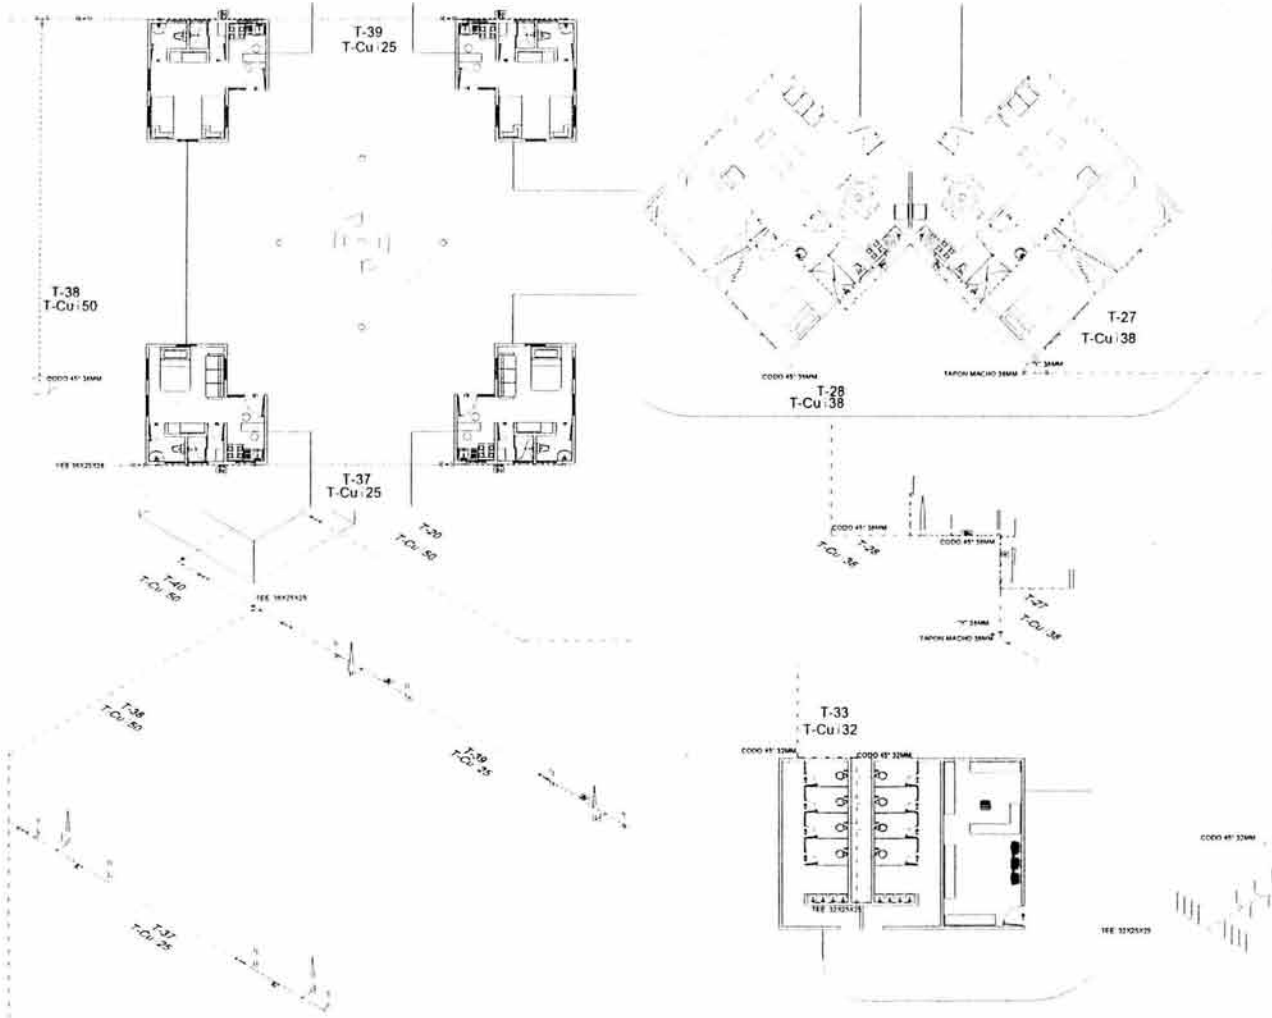 T-39
T-Cu 25
T-38
T-Cu 50
T-27
T-Cu 38
CODO 45° 38MM
CODO 45° 38MM
"Y" 38MM
TAPON MACHO 38MM
T-28
T-Cu 38
T-37
T-Cu 25
T-20
T-Cu 50
CODO 45° 38MM
T-28
T-Cu 38
CODO 45° 38MM
T-40
T-Cu 50
TEE
T-27
T-Cu 38
"Y" 38MM
TAPON MACHO 38MM
T-38
T-Cu 50
T-33
T-Cu 32
T-39
T-Cu 25
CODO 45° 32MM
CODO 45° 32MM
CODO 45° 32MM
TEE 32X25X25
TEE 32X25X25
T-37
T-Cu 25